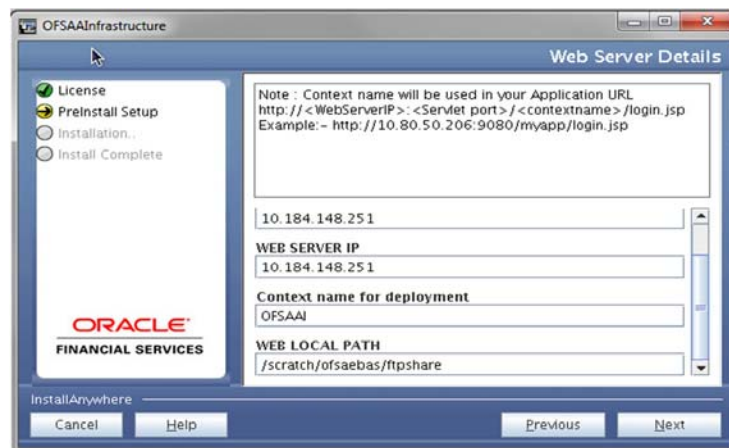 OFSAAInfrastructure
Web Server Details
License
PreInstall Setup
Installation..
Install Complete
ORACLE
FINANCIAL SERVICES
Note : Context name will be used in your Application URL
http://<WebServerIP>:<Servlet port>/<contextname>/login.jsp
Example:- http://10.80.50.206:9080/myapp/login.jsp
10.184.148.251
WEB SERVER IP
10.184.148.251
Context name for deployment
OFSAAI
WEB LOCAL PATH
/scratch/ofsaebas/ftpshare
InstallAnywhere
Cancel
Help
Previous
Next